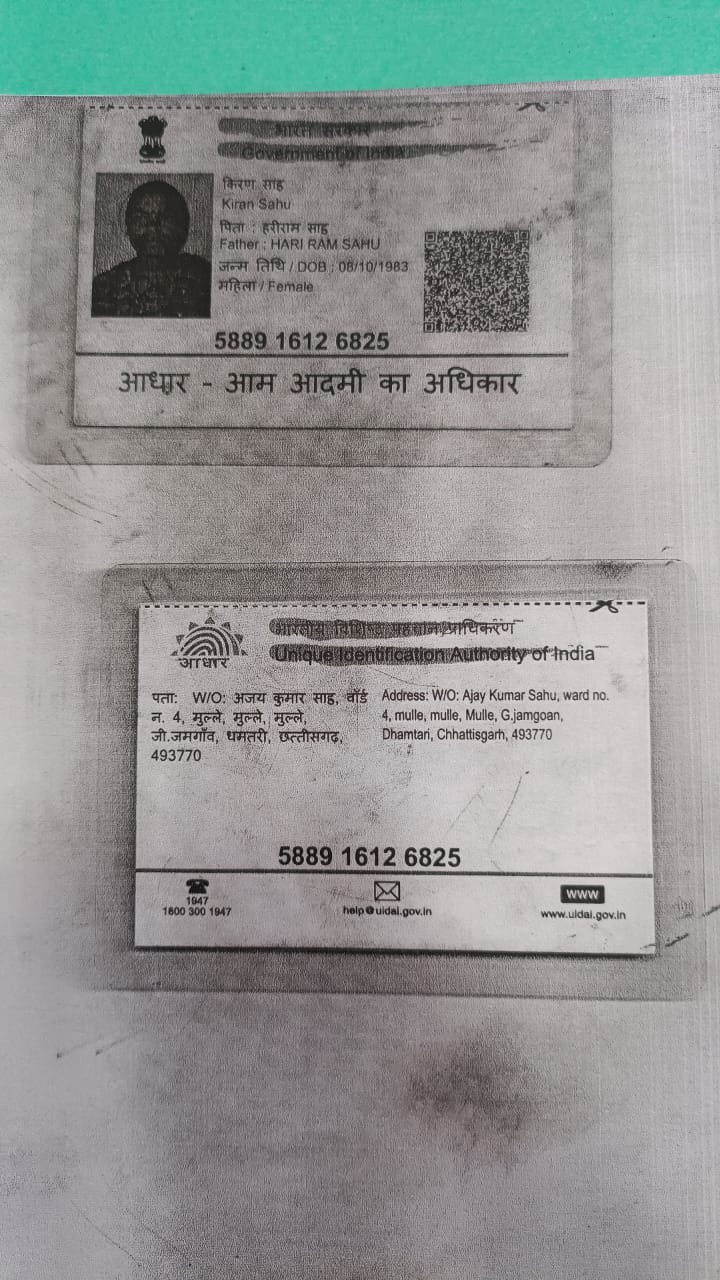 भारत सरकार
Government of India
किरण साहू
Kiran Sahu
पिता : हरीराम साहू
Father : HARI RAM SAHU
जन्म तिथि / DOB : 08/10/1983
महिला / Female
5889 1612 6825
आधार - आम आदमी का अधिकार
भारतीय विशिष्ट पहचान प्राधिकरण
Unique Identification Authority of India
आधार
पता: W/O: अजय कुमार साहू, वॉर्ड
न. 4, मुल्ले, मुल्ले, मुल्ले,
जी.जमगाँव, धमतरी, छत्तीसगढ़,
493770
Address: W/O: Ajay Kumar Sahu, ward no.
4, mulle, mulle, Mulle, G.jamgoan,
Dhamtari, Chhattisgarh, 493770
5889 1612 6825
1947
1800 300 1947
help@uidai.gov.in
www
www.uidai.gov.in